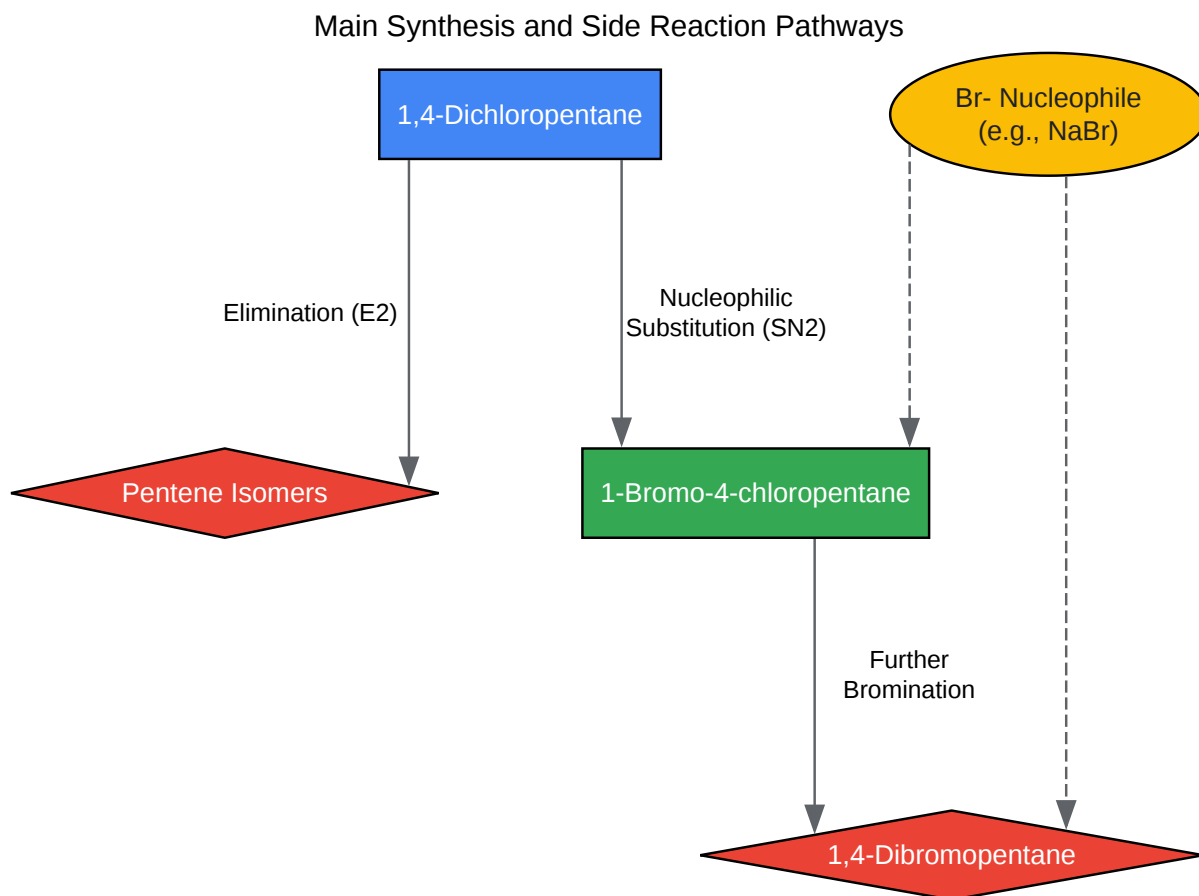 Main Synthesis and Side Reaction Pathways
1,4-Dichloropentane
Br- Nucleophile
(e.g., NaBr)
Elimination (E2)
Nucleophilic
Substitution (SN2)
Pentene Isomers
1-Bromo-4-chloropentane
Further
Bromination
1,4-Dibromopentane